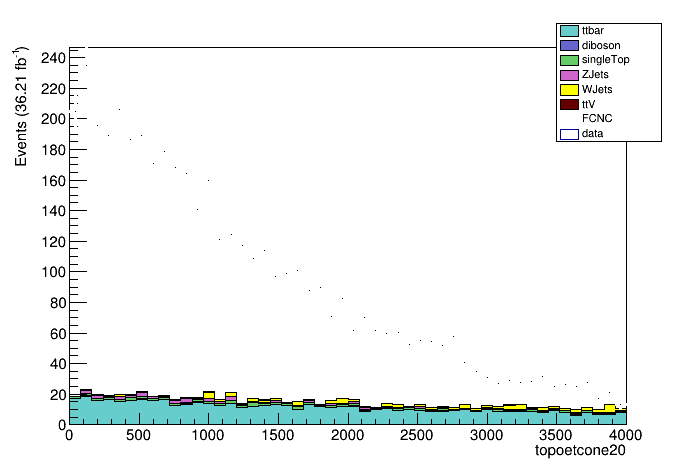 Events (36.21 fb-1)
240
220
200
180
160
140
120
100
80
60
40
20
0
0 500 1000 1500 2000 2500 3000 3500 4000
topoetcone20
ttbar
diboson
singleTop
ZJets
WJets
ttV
FCNC
data